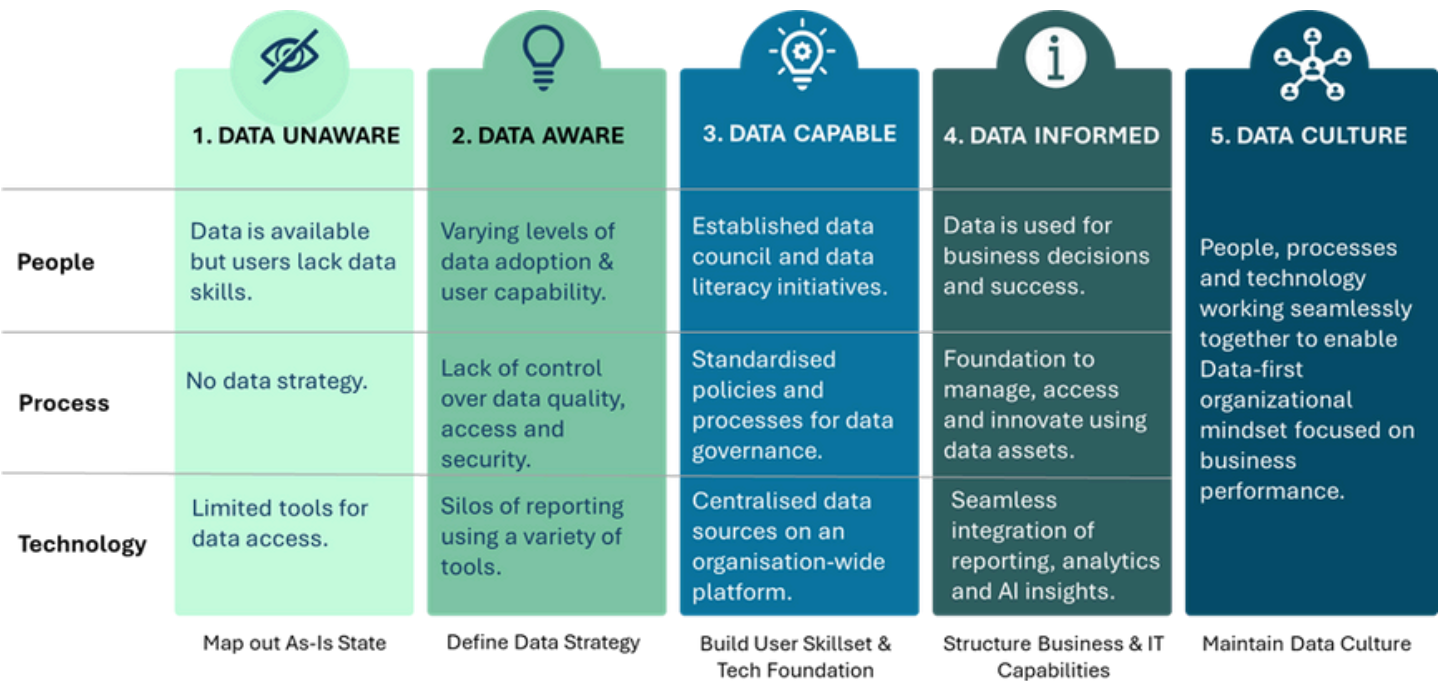 1. DATA UNAWARE
2. DATA AWARE
3. DATA CAPABLE
4. DATA INFORMED
5. DATA CULTURE
People
Data is available
but users lack data
skills.
Varying levels of
data adoption &
user capability.
Established data
council and data
literacy initiatives.
Data is used for
business decisions
and success.
People, processes
and technology
working seamlessly
together to enable
Data-first
organizational
mindset focused on
business
performance.
Process
No data strategy.
Lack of control
over data quality,
access and
security.
Standardised
policies and
processes for data
governance.
Foundation to
manage, access
and innovate using
data assets.
Technology
Limited tools for
data access.
Silos of reporting
using a variety of
tools.
Centralised data
sources on an
organisation-wide
platform.
Seamless
integration of
reporting, analytics
and AI insights.
Map out As-Is State
Define Data Strategy
Build User Skillset &
Tech Foundation
Structure Business & IT
Capabilities
Maintain Data Culture